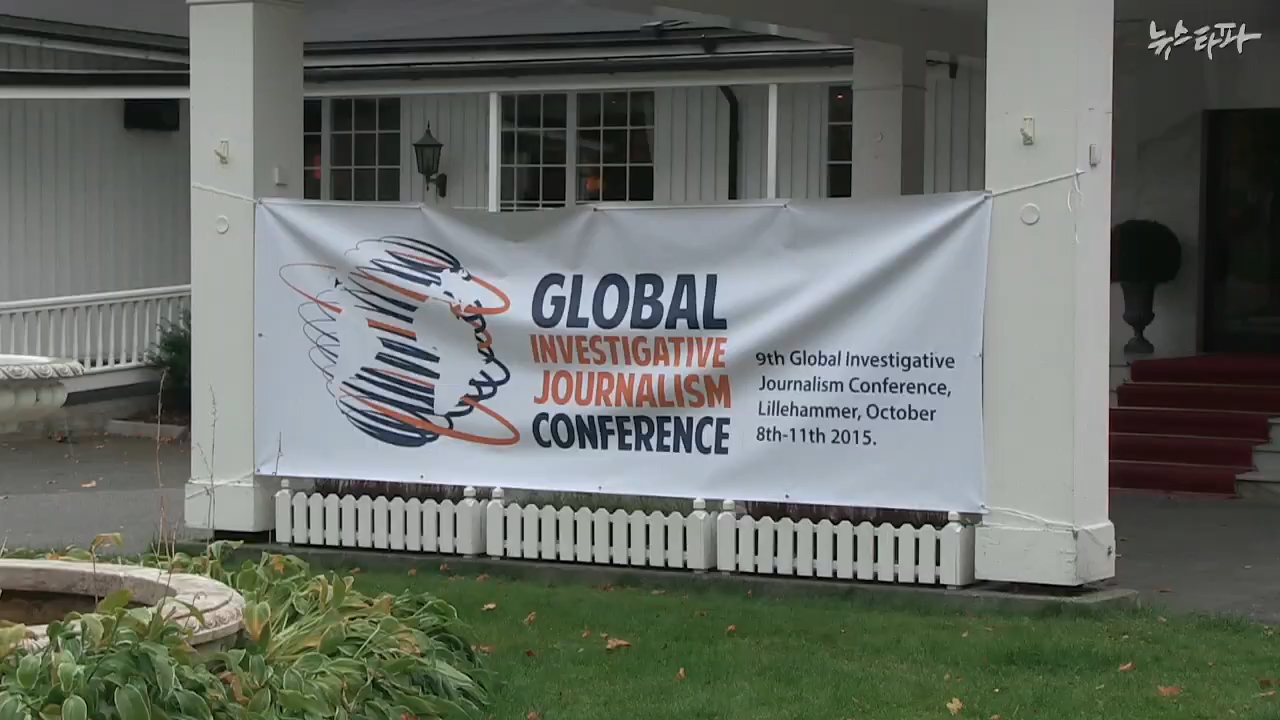 뉴스타파
GLOBAL
INVESTIGATIVE
JOURNALISM
CONFERENCE
9th Global Investigative
Journalism Conference,
Lillehammer, October
8th-11th 2015.